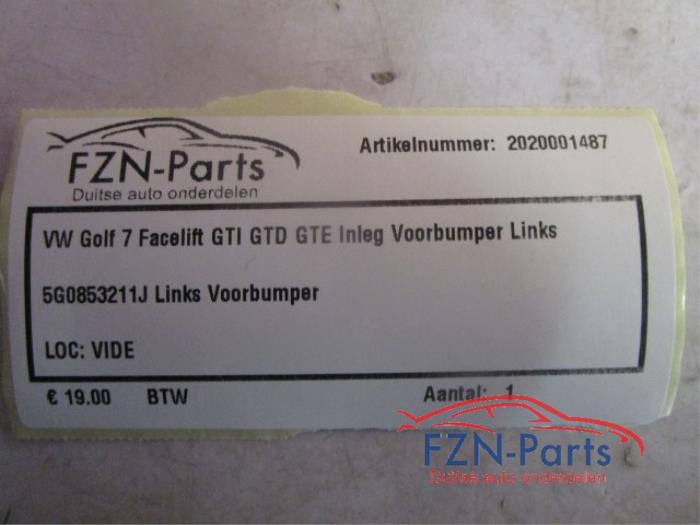 FZN-Parts
Duitse auto onderdelen
Artikelnummer: 2020001487
VW Golf 7 Facelift GTI GTD GTE Inleg Voorbumper Links
5G0853211J Links Voorbumper
LOC: VIDE
€ 19.00 BTW Aantal: 1
FZN-Parts
Duitse auto onderdelen